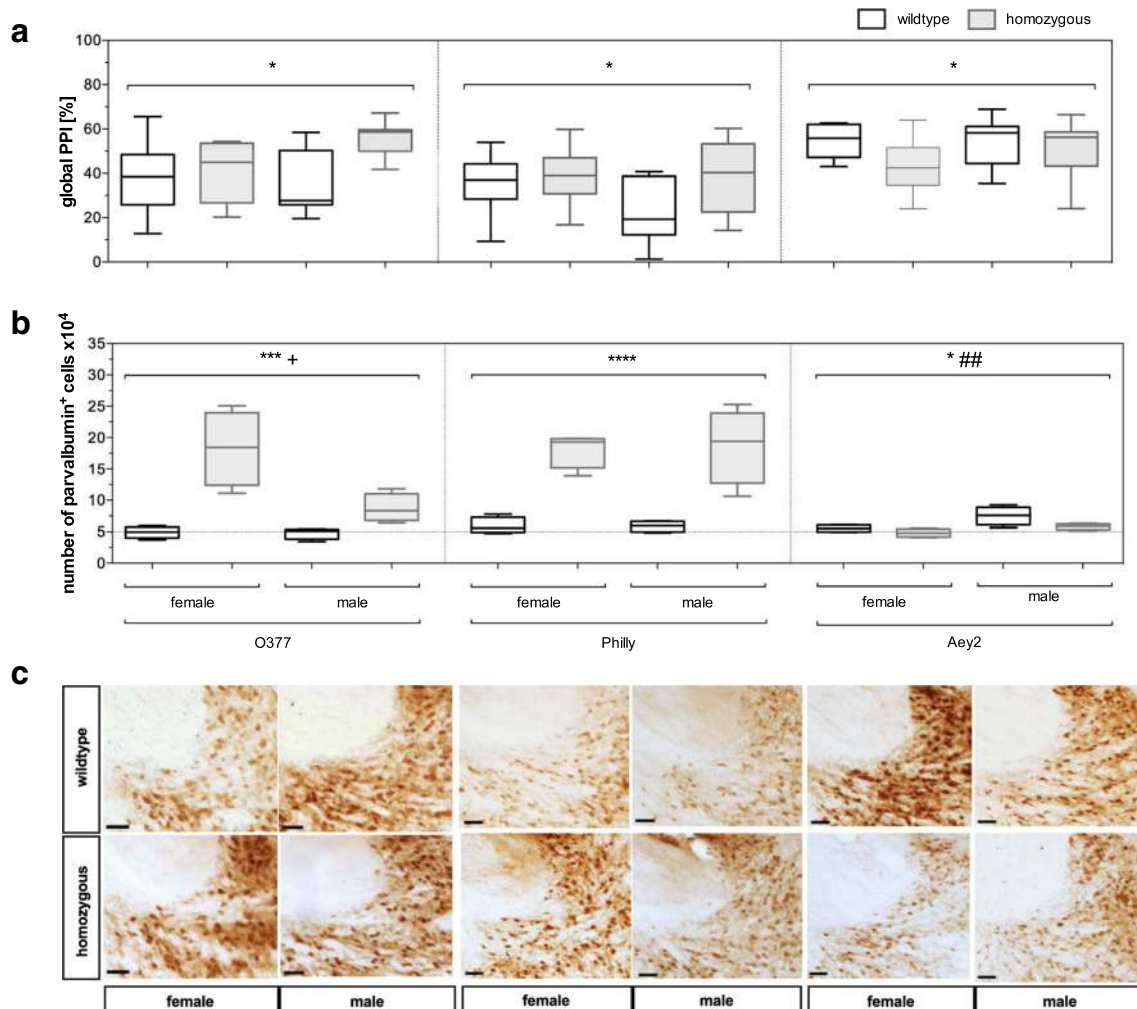 a
wildtype homozygous
global PPI [%]
100
80
60
40
20
0
* * *
b
number of parvalbumin⁺ cells x10⁴
35
30
25
20
15
10
5
0
*** + **** * ##
female male female male female male
O377 Philly Aey2
c
wildtype
homozygous
female male female male female male